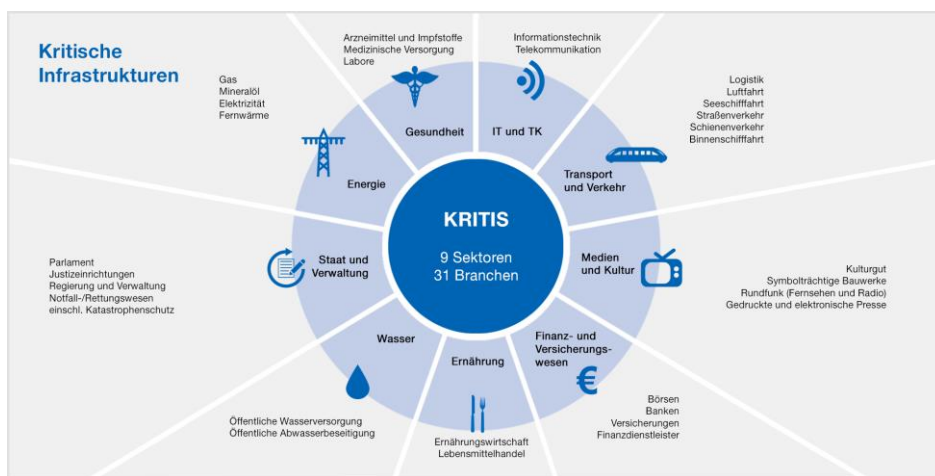 Kritische
Infrastrukturen
Arzneimittel und Impfstoffe
Medizinische Versorgung
Labore
Gesundheit
Informationstechnik
Telekommunikation
IT und TK
Logistik
Luftfahrt
Seeschifffahrt
Straßenverkehr
Schienenverkehr
Binnenschifffahrt
Transport
und Verkehr
Kulturgut
Symbolträchtige Bauwerke
Rundfunk (Fernsehen und Radio)
Gedruckte und elektronische Presse
Medien
und Kultur
Börsen
Banken
Versicherungen
Finanzdienstleister
Finanz- und
Versicherungs-
wesen
€
Ernährung
Ernährungswirtschaft
Lebensmittelhandel
Wasser
Öffentliche Wasserversorgung
Öffentliche Abwasserbeseitigung
Staat und
Verwaltung
Parlament
Justizeinrichtungen
Regierung und Verwaltung
Notfall-/Rettungswesen
einschl. Katastrophenschutz
Energie
Gas
Mineralöl
Elektrizität
Fernwärme
KRITIS
9 Sektoren
31 Branchen